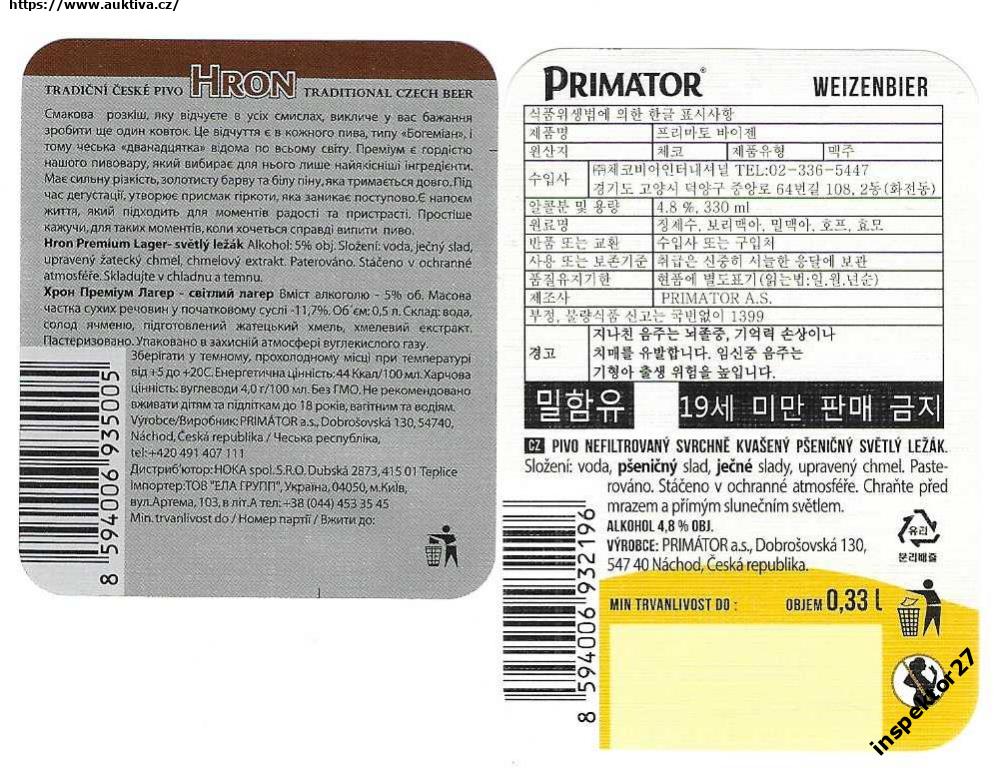 https://www.auktiva.cz/
TRADIČNÍ ČESKÉ PIVO HRON TRADITIONAL CZECH BEER
Смакова розкіш, яку відчуєте в усіх смислах, викличе у вас бажання
зробити ще один ковток. Це відчуття є в кожного пива, типу «Богеміан», і
тому чеська «дванадцятка» відома по всьому світу. Преміум є гордістю
нашого пивовару, який вибирає для нього лише найякісніші інгредієнти.
Має сильну різкість, золотисту барву та білу піну, яка тримається довго. Під
час дегустації, утворює присмак гіркоти, яка заникає поступово.Є напоєм
життя, який підходить для моментів радості та пристрасті. Простіше
кажучи, для таких моментів, коли хочеться справді випити пиво.
Hron Premium Lager- světlý ležák Alkohol: 5% obj. Složení: voda, ječný slad,
upravený žatecký chmel, chmelový extrakt. Paterováno. Stáčeno v ochranné
atmosféře. Skladujte v chladnu a temnu.
Хрон Преміум Лагер - світлий лагер Вміст алкоголю - 5% об. Масова
частка сухих речовин у початковому суслі -11,7%. Об´єм: 0,5 л. Склад: вода,
солод ячменю, підготовлений жатецький хмель, хмелевий екстракт.
Пастеризовано. Упаковано в захисній атмосфері вуглекислого газу.
Зберігати у темному, прохолодному місці при температурі
від +5 до +20С. Енергетична цінність: 44 Ккал/100 мл. Харчова
цінність: вуглеводи 4,0 г/100 мл. Без ГМО. Не рекомендовано
вживати дітям та підліткам до 18 років, вагітним та водіям.
Výrobce/Виробник: PRIMÁTOR a.s., Dobrošovská 130, 54740,
Náchod, Česká republika / Чеська республіка,
tel:+420 491 407 111
Дистриб'ютор: HOKA spol. S.R.O. Dubská 2873, 415 01 Teplice
Імпортер:ТОВ "ЕЛА ГРУПП", Україна, 04050, м.Київ,
вул.Артема, 103, в літ.А тел: +38 (044) 453 35 45
Min. trvanlivost do / Номер партії / Вжити до:
8 594006 935005
PRIMÁTOR® WEIZENBIER
식품위생법에 의한 한글 표시사항
제품명 프리마토 바이젠
원산지 체코 제품유형 맥주
수입사 ㈜체코비어인터내셔널 TEL:02-336-5447
경기도 고양시 덕양구 중앙로 64번길 108, 2동(화전동)
알콜분 및 용량 4.8 %, 330 ml
원료명 정제수, 보리맥아, 밀맥아, 호프, 효모
반품 또는 교환 수입사 또는 구입처
사용 또는 보존기준 취급은 신중히 서늘한 응달에 보관
품질유지기한 현품에 별도표기(읽는법:일.월.년순)
제조사 PRIMATOR A.S.
부정, 불량식품 신고는 국번없이 1399
경고 지나친 음주는 뇌졸중, 기억력 손상이나
치매를 유발합니다. 임신중 음주는
기형아 출생 위험을 높입니다.
밀함유 19세 미만 판매 금지
CZ PIVO NEFILTROVANÝ SVRCHNĚ KVAŠENÝ PŠENIČNÝ SVĚTLÝ LEŽÁK.
Složení: voda, pšeničný slad, ječné slady, upravený chmel. Paste-
rováno. Stáčeno v ochranné atmosféře. Chraňte před
mrazem a přímým slunečním světlem.
ALKOHOL 4,8 % OBJ.
VÝROBCE: PRIMÁTOR a.s., Dobrošovská 130,
547 40 Náchod, Česká republika.
유리
분리배출
MIN TRVANLIVOST DO : OBJEM 0,33 L
8 594006 932196
inspektor27